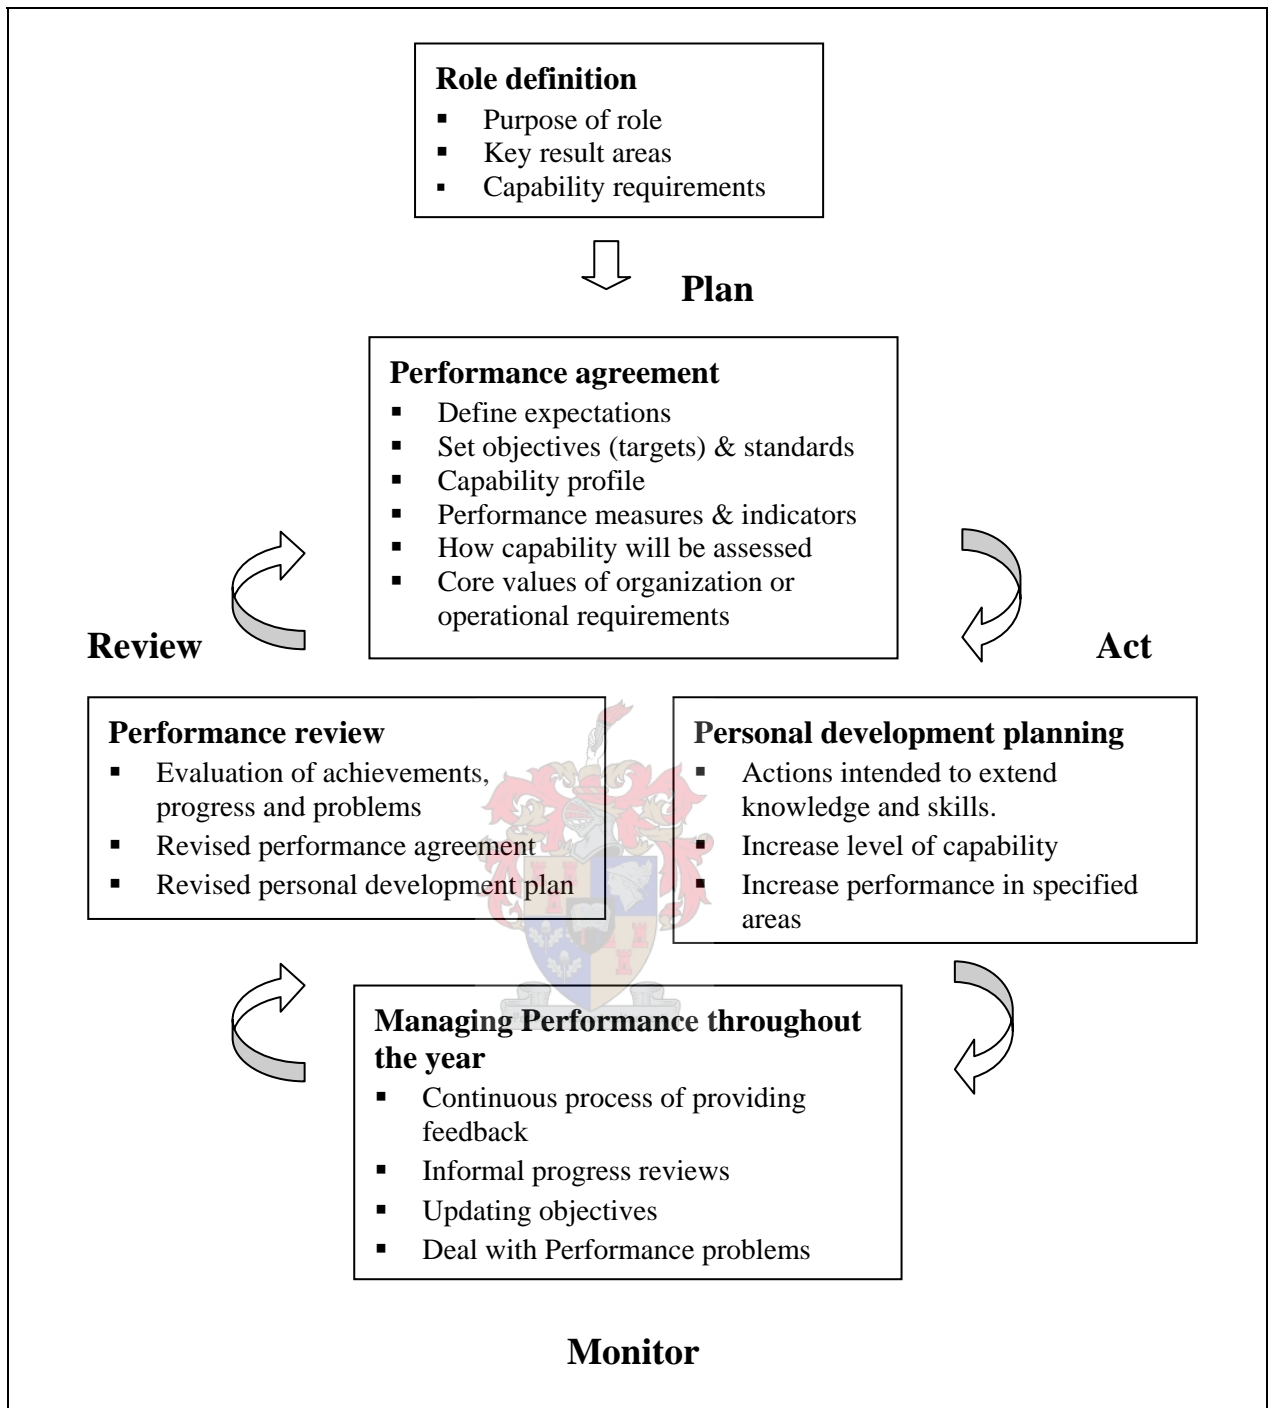 Role definition
▪ Purpose of role
▪ Key result areas
▪ Capability requirements
Plan
Performance agreement
▪ Define expectations
▪ Set objectives (targets) & standards
▪ Capability profile
▪ Performance measures & indicators
▪ How capability will be assessed
▪ Core values of organization or
operational requirements
Review
Act
Performance review
▪ Evaluation of achievements,
progress and problems
▪ Revised performance agreement
▪ Revised personal development plan
Personal development planning
▪ Actions intended to extend
knowledge and skills.
▪ Increase level of capability
▪ Increase performance in specified
areas
Managing Performance throughout
the year
▪ Continuous process of providing
feedback
▪ Informal progress reviews
▪ Updating objectives
▪ Deal with Performance problems
Monitor